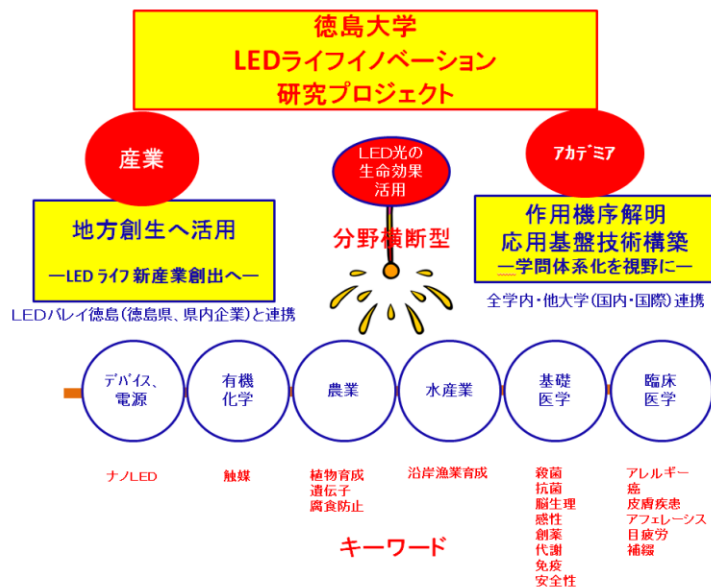 徳島大学
LEDライフイノベーション
研究プロジェクト
産業
LED光の
生命効果
活用
アカデミア
地方創生へ活用
―LED ライフ 新産業創出へ―
分野横断型
作用機序解明
応用基盤技術構築
―学問体系化を視野に―
LEDバレイ徳島(徳島県、県内企業)と連携
全学内・他大学(国内・国際)連携
デバイス、
電源
有機
化学
農業
水産業
基礎
医学
臨床
医学
ナノLED
触媒
植物育成
遺伝子
腐食防止
沿岸漁業育成
殺菌
抗菌
脳生理
感性
創薬
代謝
免疫
安全性
アレルギー
癌
皮膚疾患
アフェレーシス
目疲労
補綴
キーワード